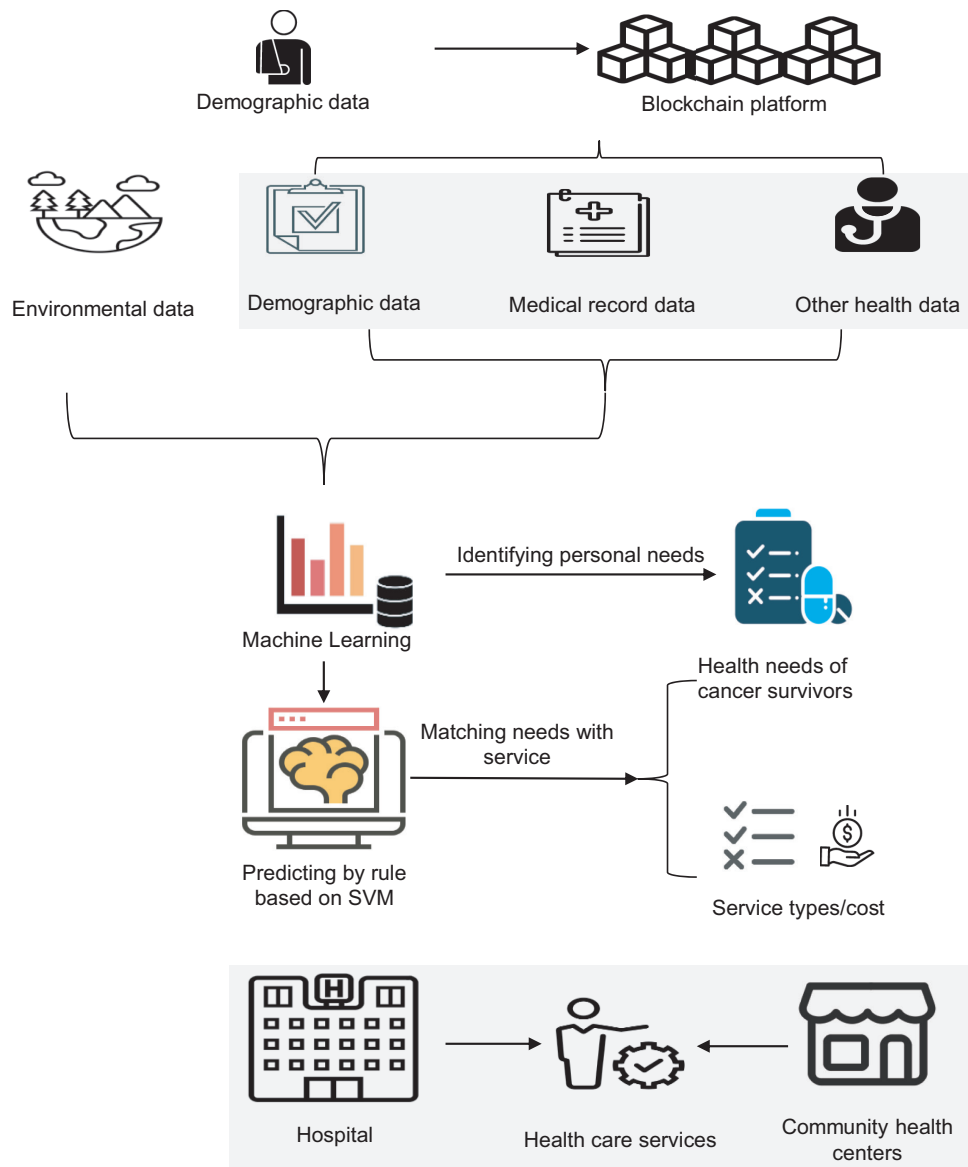 Demographic data
Blockchain platform
Environmental data
Demographic data
Medical record data
Other health data
Identifying personal needs
Machine Learning
Health needs of
cancer survivors
Matching needs with
service
Predicting by rule
based on SVM
$
Service types/cost
H
Hospital
Health care services
Community health
centers